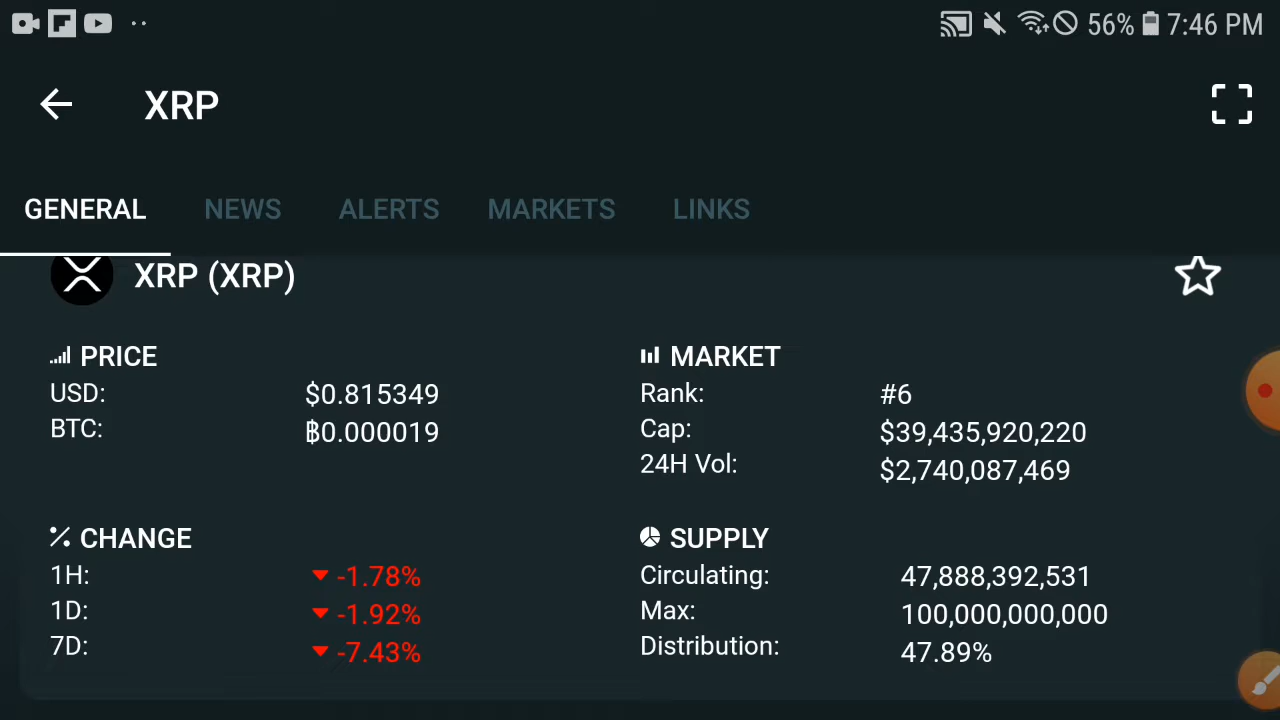 56% 7:46 PM
XRP
GENERAL NEWS ALERTS MARKETS LINKS
XRP (XRP)
PRICE
USD: $0.815349
BTC: ฿0.000019
MARKET
Rank: #6
Cap: $39,435,920,220
24H Vol: $2,740,087,469
CHANGE
1H: -1.78%
1D: -1.92%
7D: -7.43%
SUPPLY
Circulating: 47,888,392,531
Max: 100,000,000,000
Distribution: 47.89%